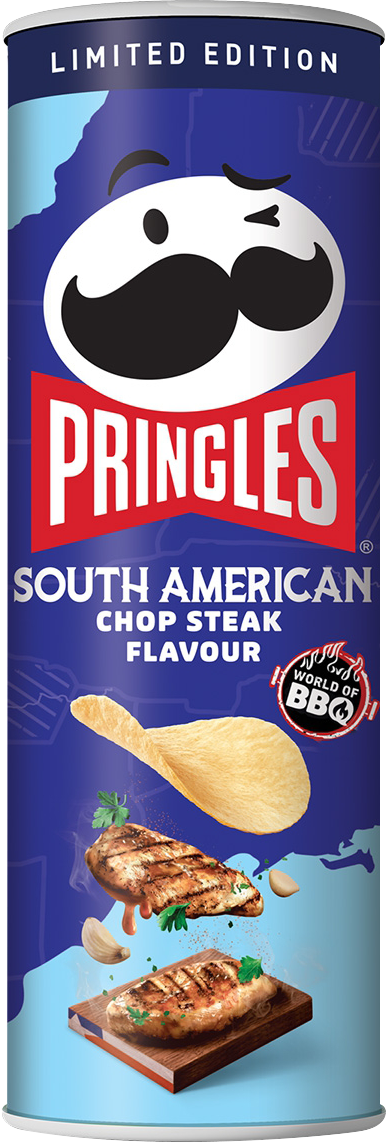 LIMITED EDITION
PRINGLES
®
SOUTH AMERICAN
CHOP STEAK
FLAVOUR
WORLD OF
BBQ